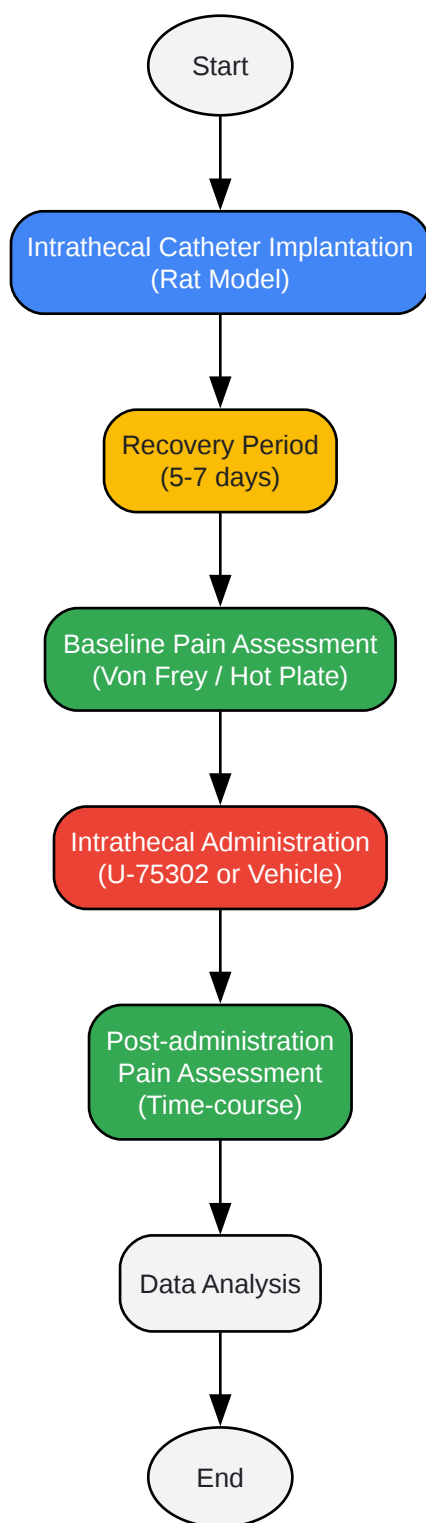 Start
Intrathecal Catheter Implantation
(Rat Model)
Recovery Period
(5-7 days)
Baseline Pain Assessment
(Von Frey / Hot Plate)
Intrathecal Administration
(U-75302 or Vehicle)
Post-administration
Pain Assessment
(Time-course)
Data Analysis
End